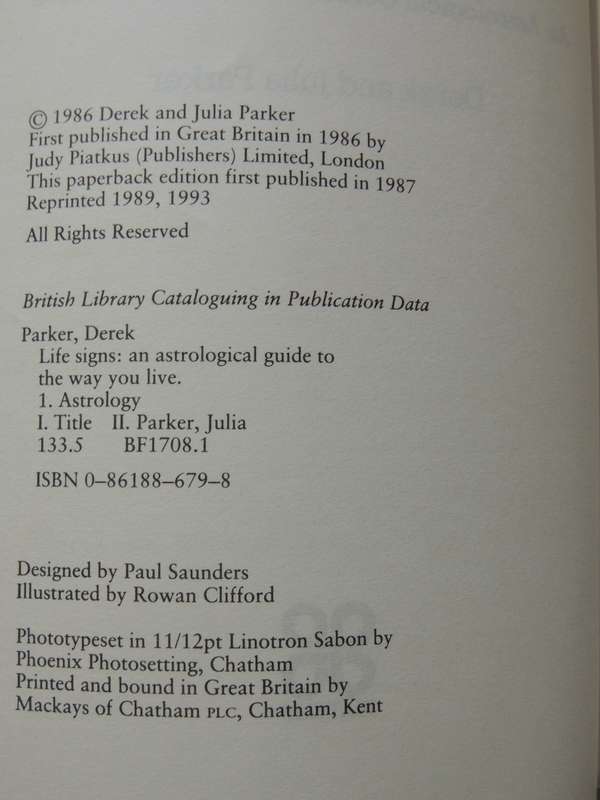 © 1986 Derek and Julia Parker
First published in Great Britain in 1986 by
Judy Piatkus (Publishers) Limited, London
This paperback edition first published in 1987
Reprinted 1989, 1993
All Rights Reserved
British Library Cataloguing in Publication Data
Parker, Derek
Life signs: an astrological guide to
the way you live.
1. Astrology
I. Title II. Parker, Julia
133.5 BF1708.1
ISBN 0–86188–679–8
Designed by Paul Saunders
Illustrated by Rowan Clifford
Phototypeset in 11/12pt Linotron Sabon by
Phoenix Photosetting, Chatham
Printed and bound in Great Britain by
Mackays of Chatham PLC, Chatham, Kent